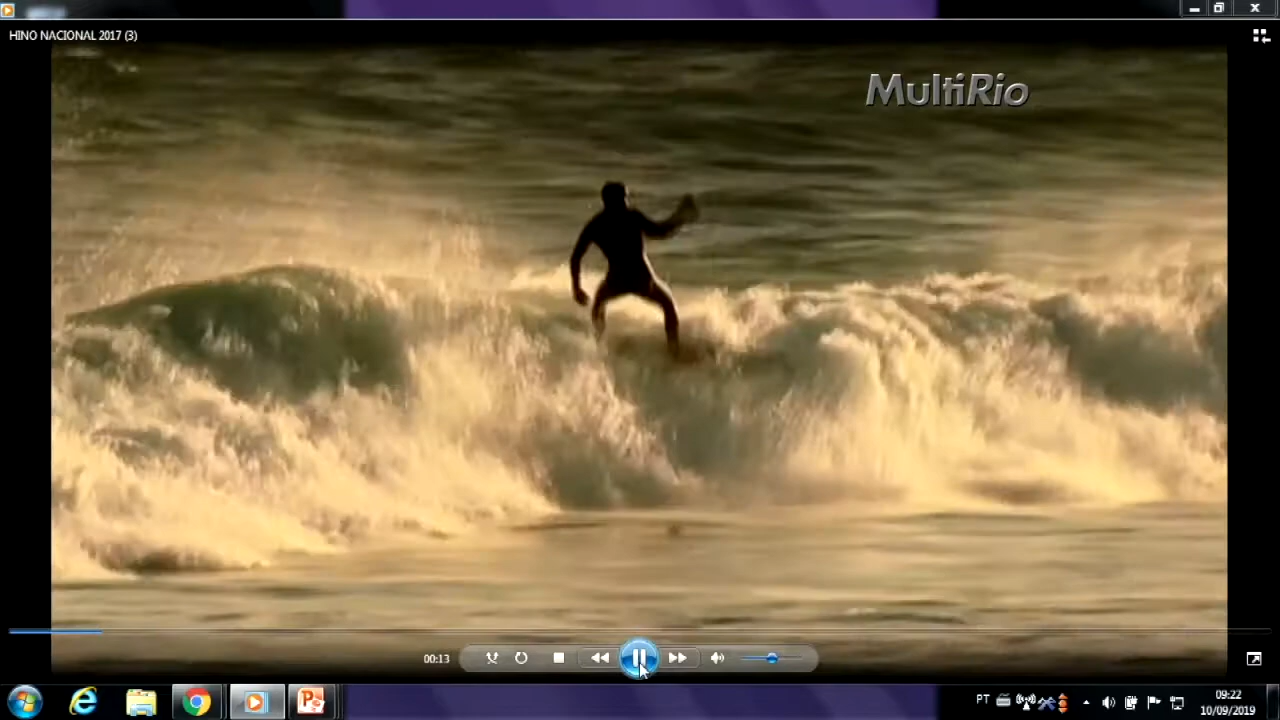 HINO NACIONAL 2017 (3)
MultiRio
00:13
PT
09:22
10/09/2019